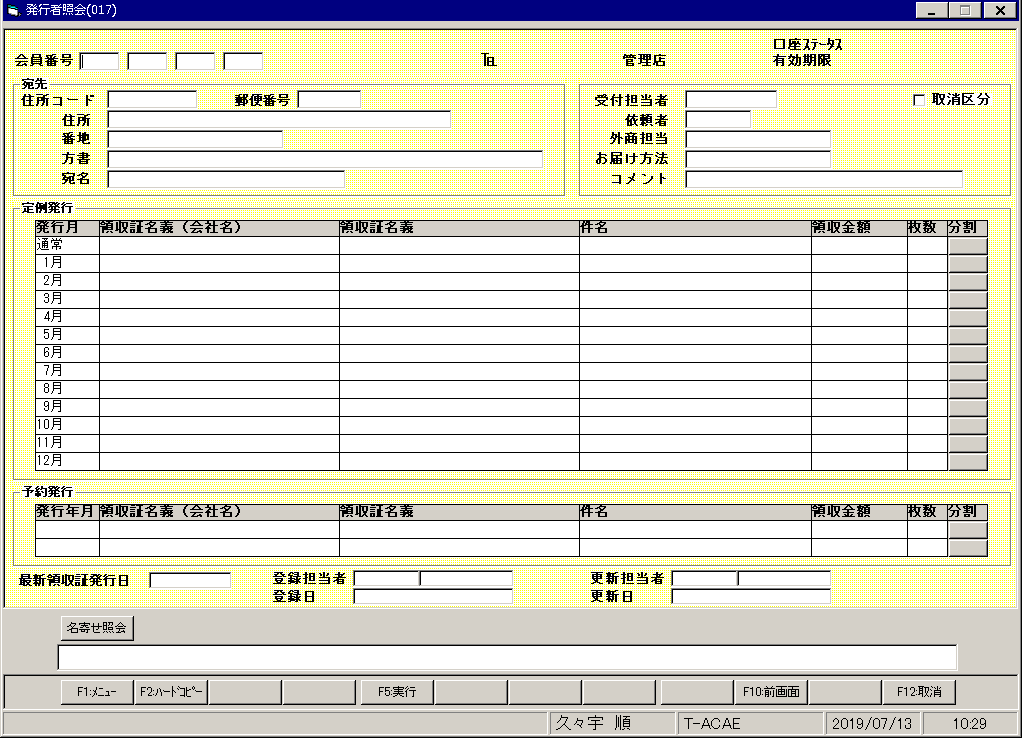 発行者照会(017)
口座ステータス
会員番号 TEL 管理店 有効期限
宛先
住所コード 郵便番号 受付担当者 取消区分
住所 依頼者
番地 外商担当
方書 お届け方法
宛名 コメント
定例発行
発行月 領収証名義（会社名） 領収証名義 件名 領収金額 枚数 分割
通常
1月
2月
3月
4月
5月
6月
7月
8月
9月
10月
11月
12月
予約発行
発行年月 領収証名義（会社名） 領収証名義 件名 領収金額 枚数 分割
最新領収証発行日 登録担当者 更新担当者
登録日 更新日
名寄せ照会
F1:メニュー F2:ハードコピー F5:実行 F10:前画面 F12:取消
久々宇 順 T-ACAE 2019/07/13 10:29